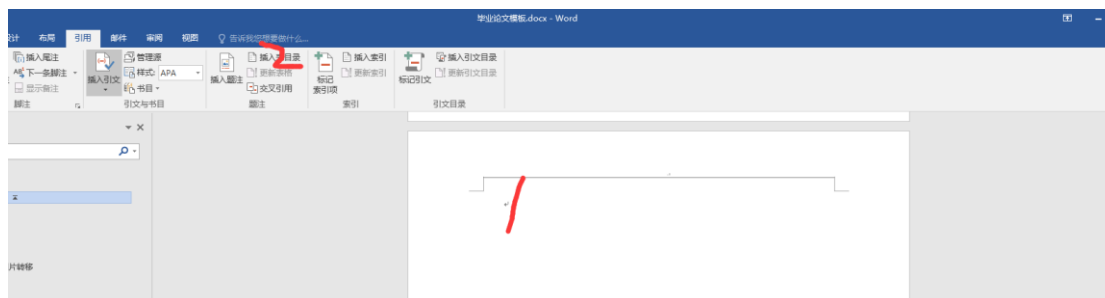 毕业论文模板.docx - Word
设计 布局 引用 邮件 审阅 视图 告诉我您想要做什么...
插入尾注 管理源 插入表目录 插入索引 插入引文目录
下一条脚注 插入引文 样式: APA 插入题注 更新表格 标记索引项 更新索引 标记引文 更新引文目录
显示备注 书目 交叉引用
脚注 引文与书目 题注 索引 引文目录
2
1
片转移